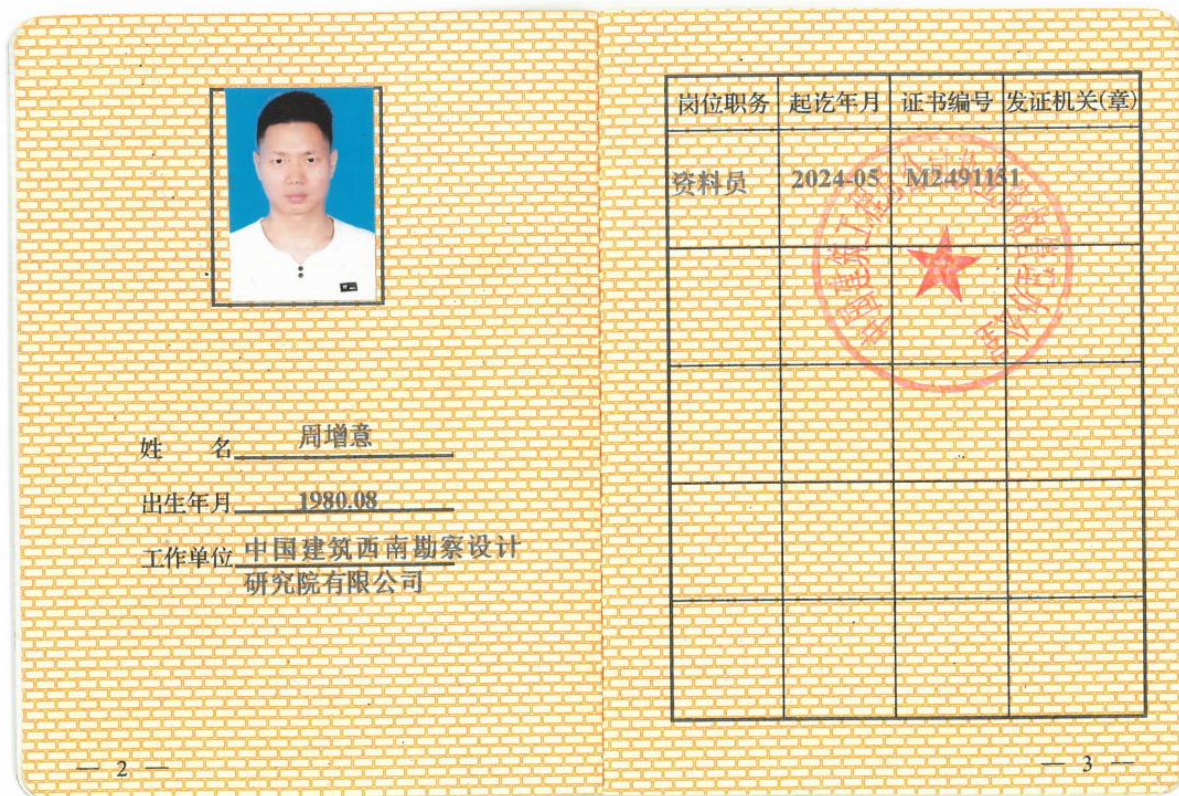 姓 名 周增意
出生年月 1980.08
工作单位 中国建筑西南勘察设计
研究院有限公司
— 2 —
岗位职务 起讫年月 证书编号 发证机关(章)
资料员 2024-05 M2491151
— 3 —